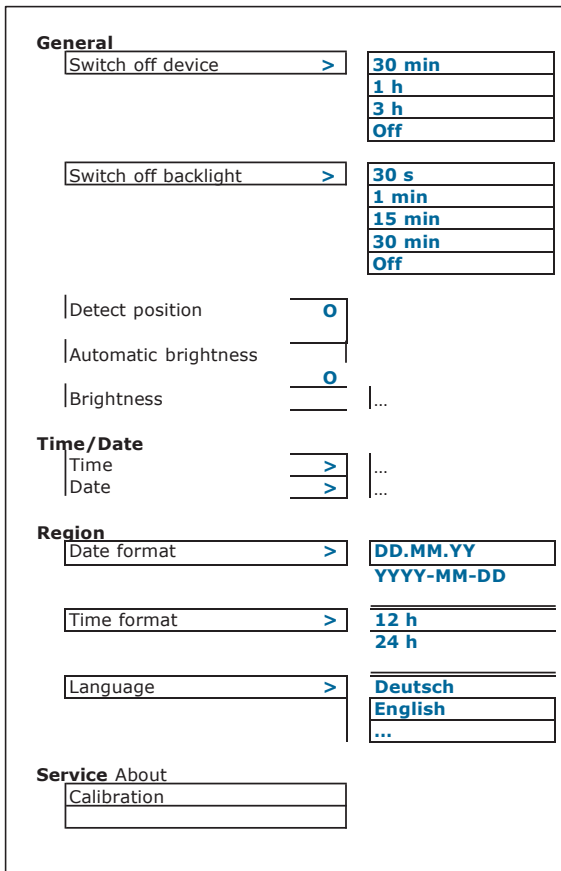 General
Switch off device > 30 min
1 h
3 h
Off
Switch off backlight > 30 s
1 min
15 min
30 min
Off
Detect position O
Automatic brightness
O
Brightness ...
Time/Date
Time > ...
Date > ...
Region
Date format > DD.MM.YY
YYYY-MM-DD
Time format > 12 h
24 h
Language > Deutsch
English
...
Service About
Calibration